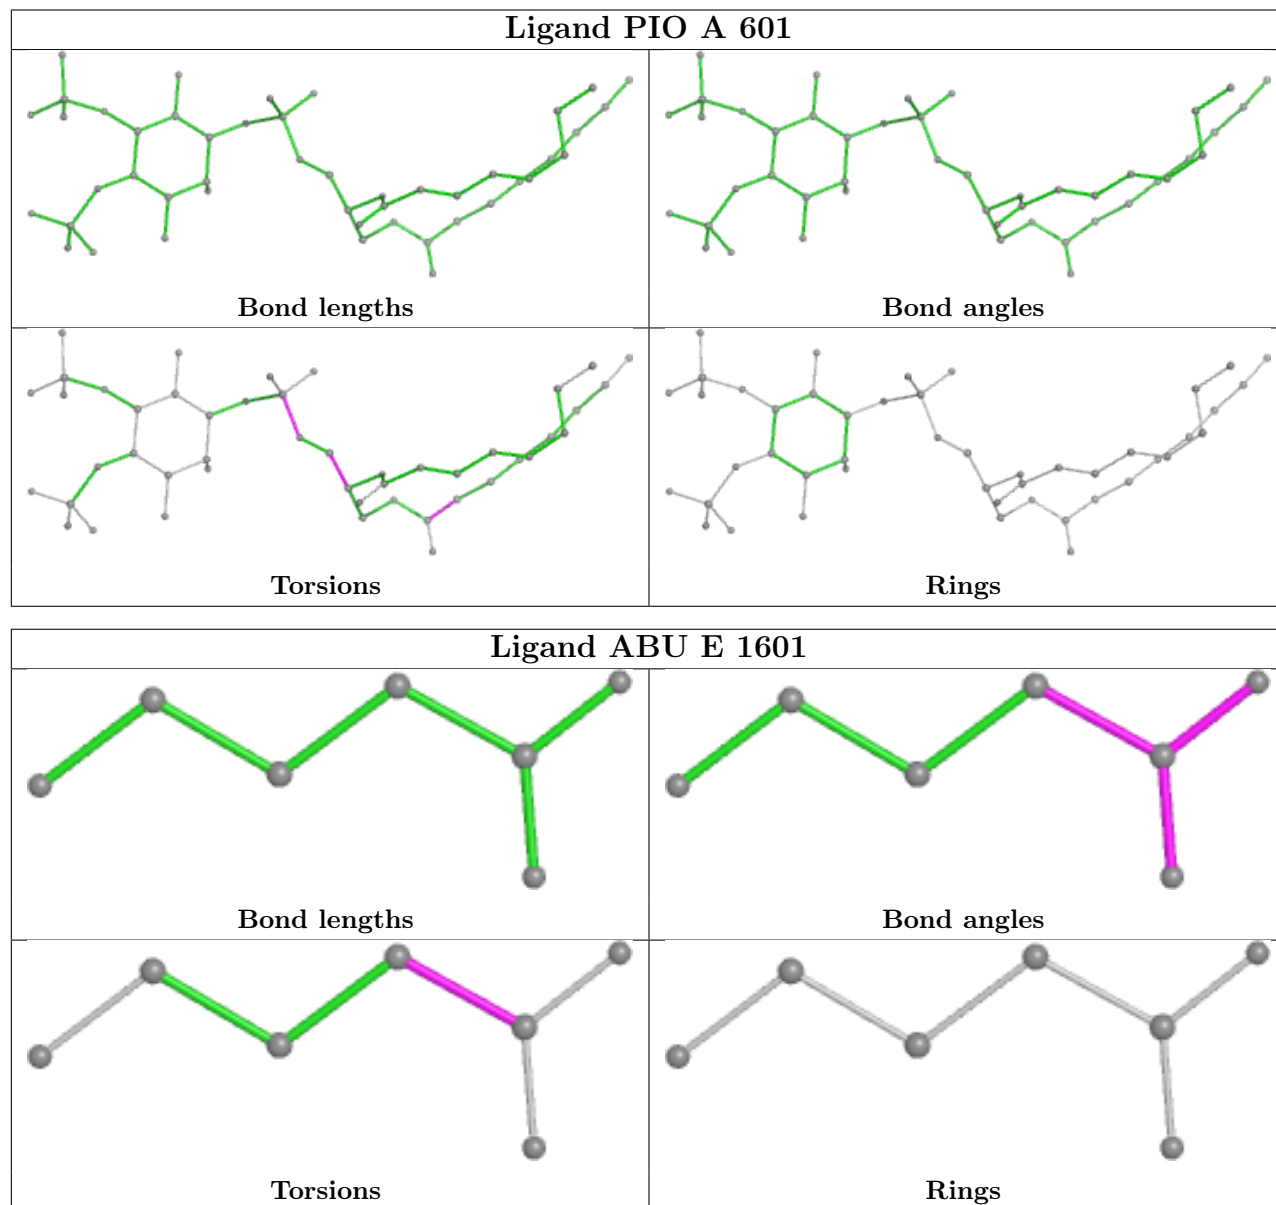 Ligand PIO A 601
Bond lengths
Bond angles
Torsions
Rings
Ligand ABU E 1601
Bond lengths
Bond angles
Torsions
Rings